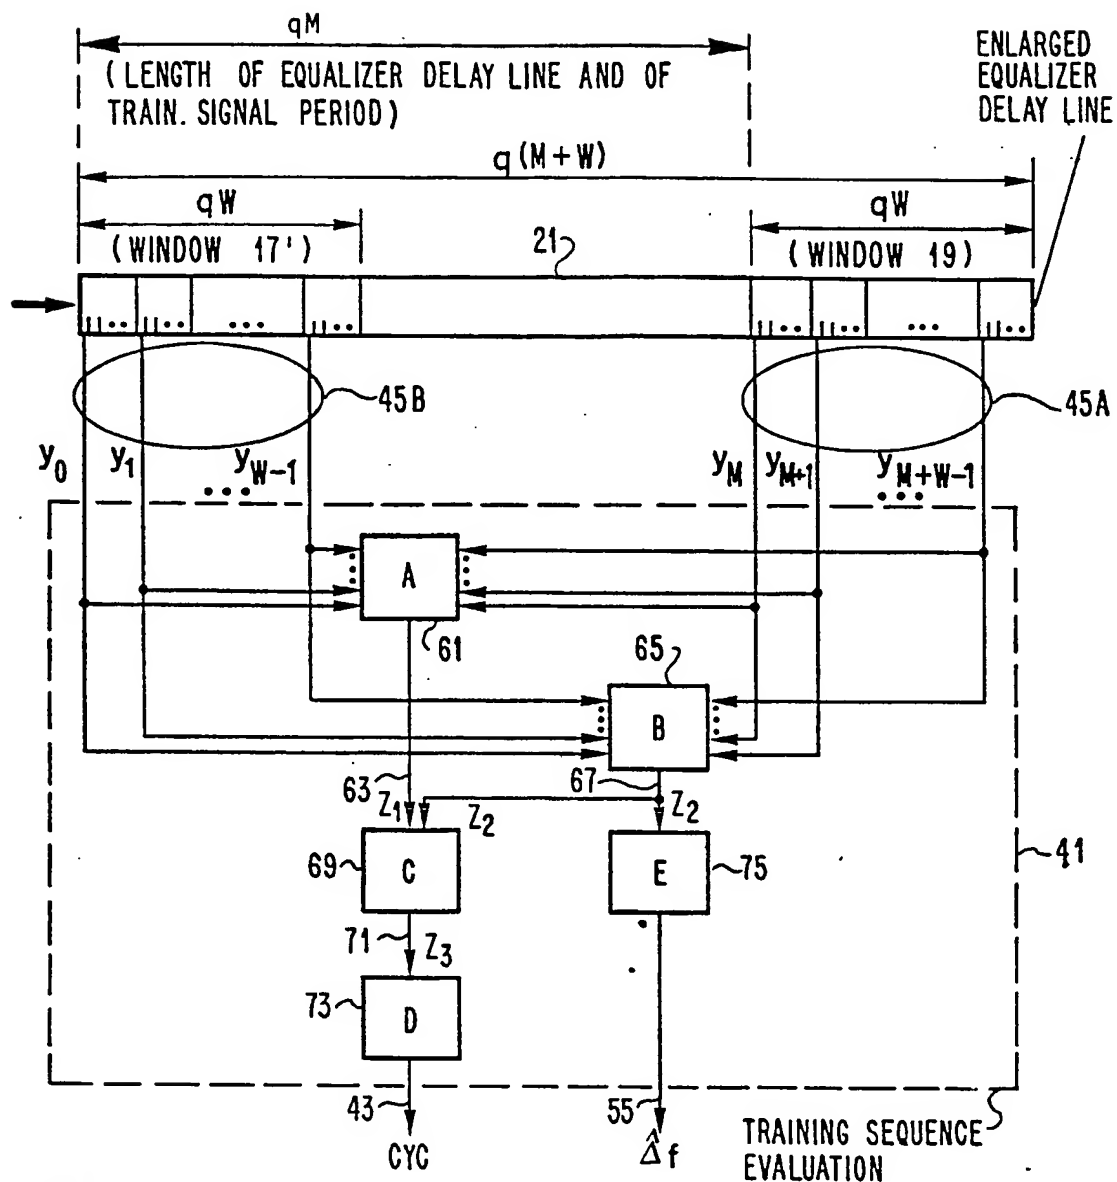 qM
ENLARGED
EQUALIZER
DELAY LINE
(LENGTH OF EQUALIZER DELAY LINE AND OF
TRAIN. SIGNAL PERIOD)
q(M+W)
qW
qW
(WINDOW 17')
21
(WINDOW 19)
45B
45A
y0 y1 ... yW-1
yM yM+1 ... yM+W-1
A
61
65
B
63
67
Z1
Z2
Z2
69
C
E
75
41
71
Z3
73
D
43
55
CYC
Δ̂f
TRAINING SEQUENCE
EVALUATION